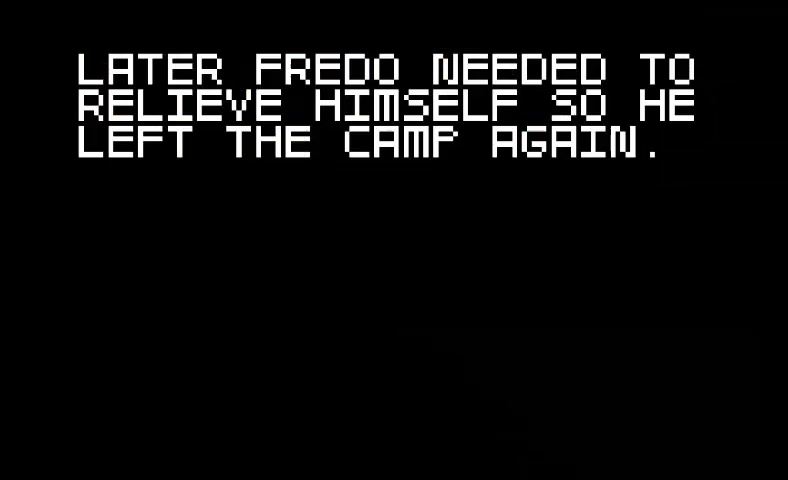 LATER FREDO NEEDED TO
RELIEVE HIMSELF SO HE
LEFT THE CAMP AGAIN.